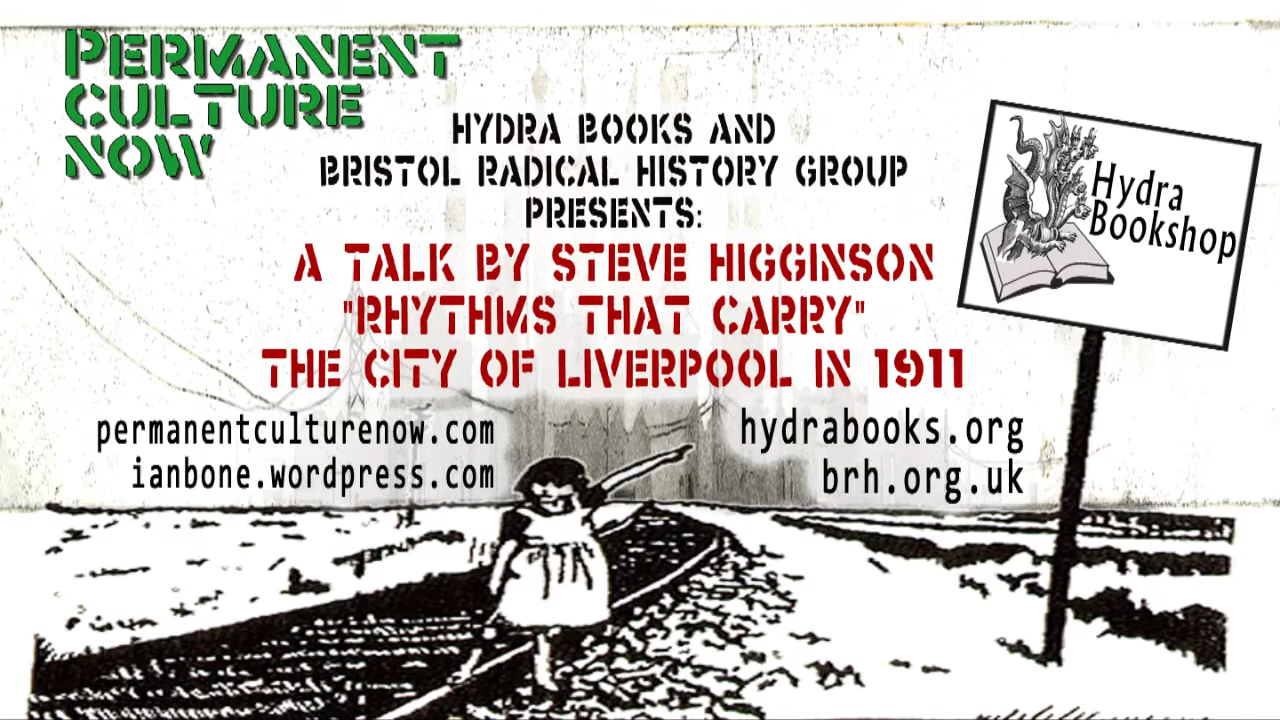 PERMANENT
CULTURE
NOW
HYDRA BOOKS AND
BRISTOL RADICAL HISTORY GROUP
PRESENTS:
A TALK BY STEVE HIGGINSON
"RHYTHMS THAT CARRY"
THE CITY OF LIVERPOOL IN 1911
Hydra
Bookshop
permanentculturenow.com
ianbone.wordpress.com
hydrabooks.org
brh.org.uk